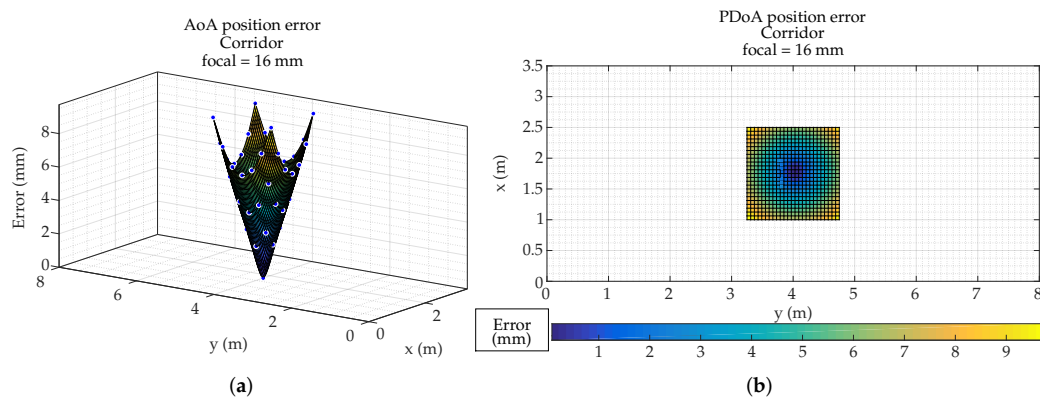 AoA position error
Corridor
focal = 16 mm
Error (mm)
8
6
4
2
0
8
6
4
2
0
0
2
y (m)
x (m)
(a)
PDoA position error
Corridor
focal = 16 mm
x (m)
3.5
3
2.5
2
1.5
1
0.5
0
0 1 2 3 4 5 6 7 8
y (m)
Error
(mm)
1 2 3 4 5 6 7 8 9
(b)